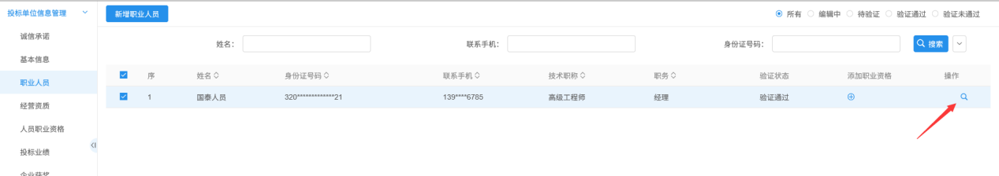 投标单位信息管理
新增职业人员
所有 编辑中 待验证 验证通过 验证未通过
诚信承诺
姓名： 联系手机： 身份证号码： 搜索
基本信息
序 姓名 身份证号码 联系手机 技术职称 职务 验证状态 添加职业资格 操作
职业人员
1 国泰人员 320*************21 139****6785 高级工程师 经理 验证通过
经营资质
人员职业资格
投标业绩
企业获奖